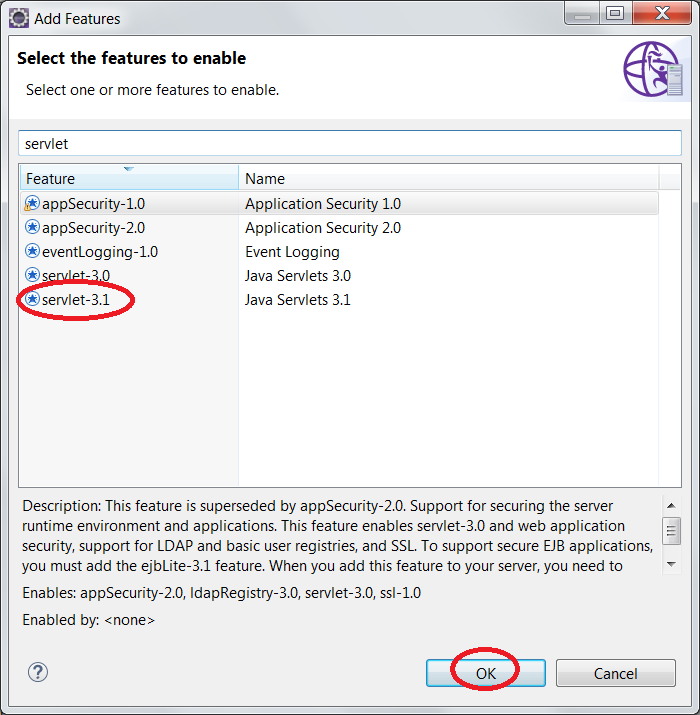 Add Features
Select the features to enable
Select one or more features to enable.
servlet
Feature Name
appSecurity-1.0 Application Security 1.0
appSecurity-2.0 Application Security 2.0
eventLogging-1.0 Event Logging
servlet-3.0 Java Servlets 3.0
servlet-3.1 Java Servlets 3.1
Description: This feature is superseded by appSecurity-2.0. Support for securing the server
runtime environment and applications. This feature enables servlet-3.0 and web application
security, support for LDAP and basic user registries, and SSL. To support secure EJB applications,
you must add the ejbLite-3.1 feature. When you add this feature to your server, you need to
Enables: appSecurity-2.0, ldapRegistry-3.0, servlet-3.0, ssl-1.0
Enabled by: <none>
? OK Cancel